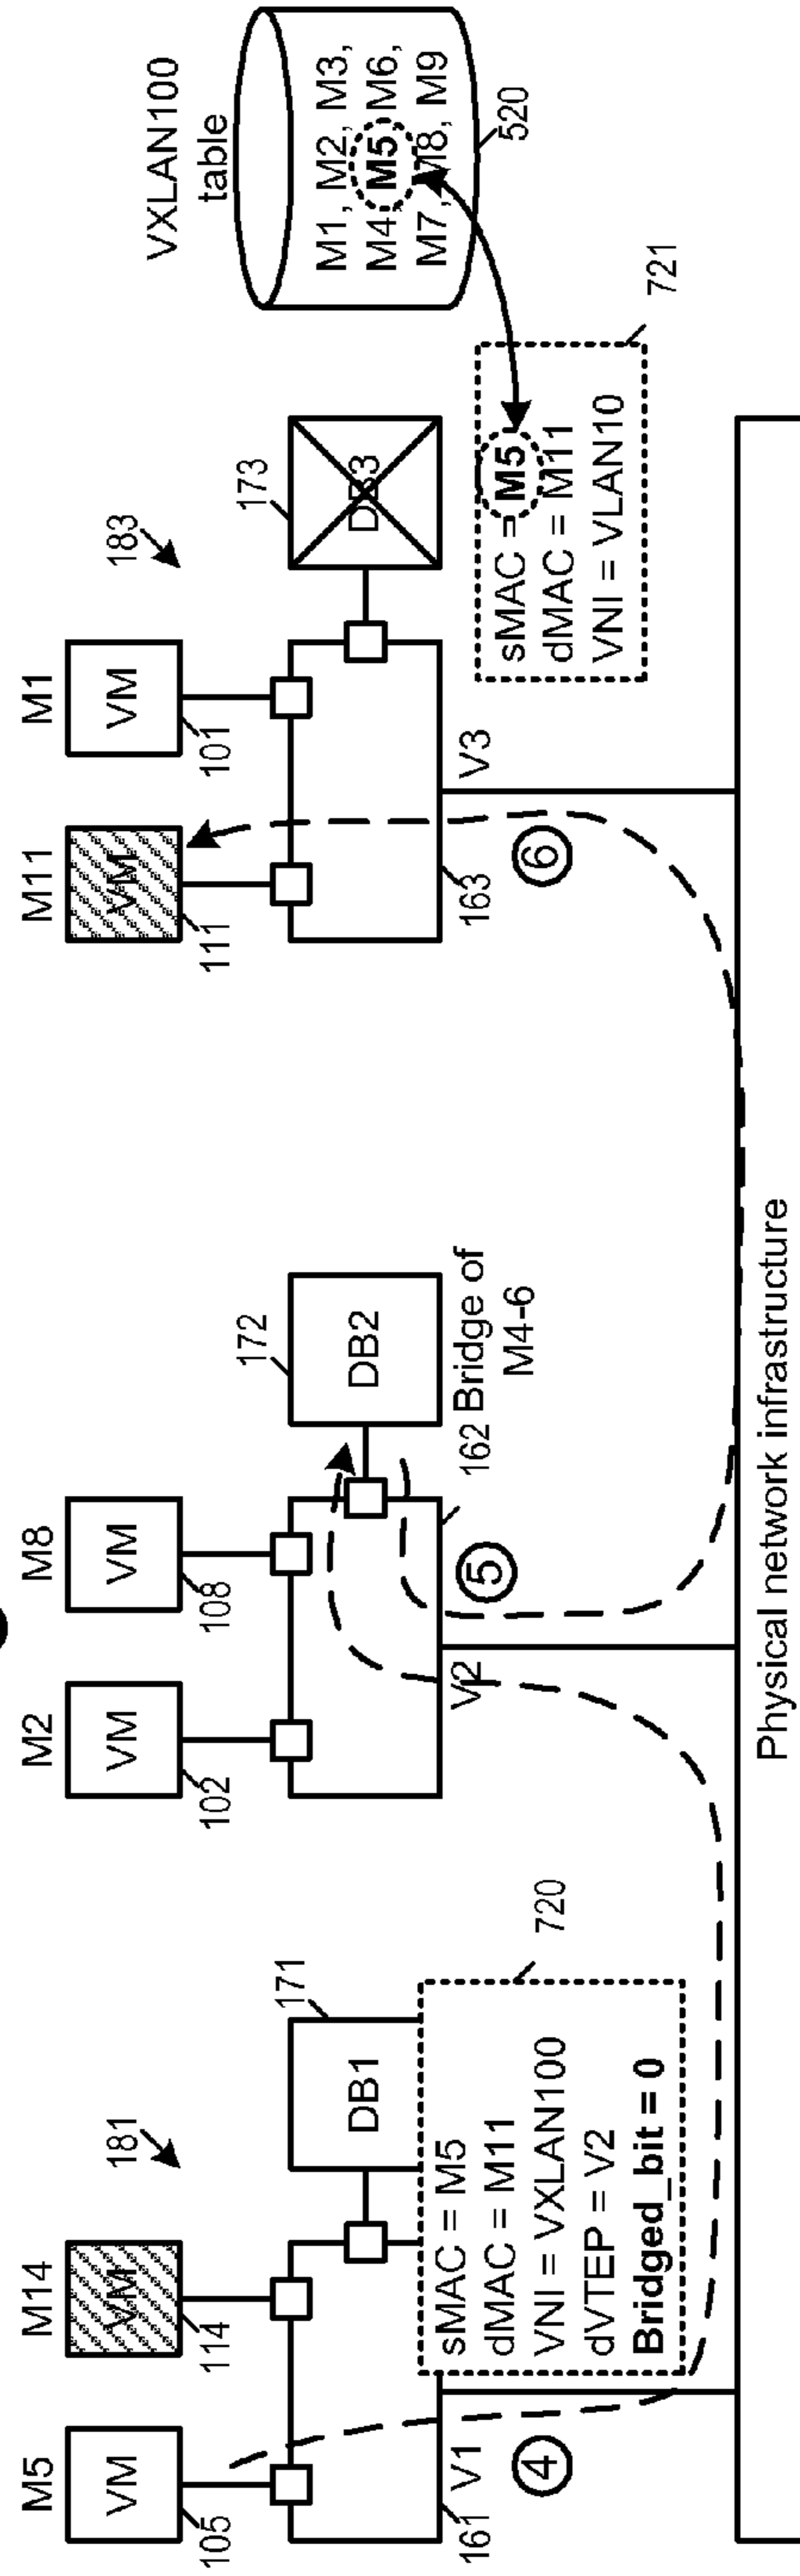 M5
M14
M2
M8
M11
M1
VXLAN100
table
VM
VM
VM
VM
VM
VM
105
114
102
108
111
101
181
183
171
172
173
DB1
DB2
DB3
M1, M2, M3,
M4, M5, M6,
M7, M8, M9
520
V1
161
V2
162
Bridge of
M4-6
163
V3
4
5
6
sMAC = M5
dMAC = M11
VNI = VXLAN100
dVTEP = V2
Bridged_bit = 0
720
sMAC = M5
dMAC = M11
VNI = VLAN10
721
Physical network infrastructure